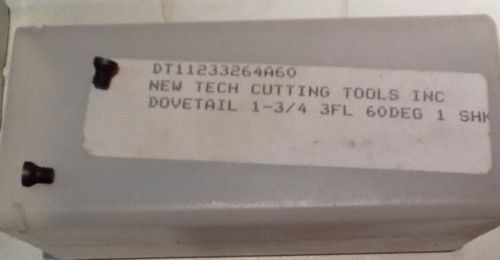 DT11233264A60
NEW TECH CUTTING TOOLS INC
DOVETAIL 1-3/4 3FL 60DEG 1 SHK